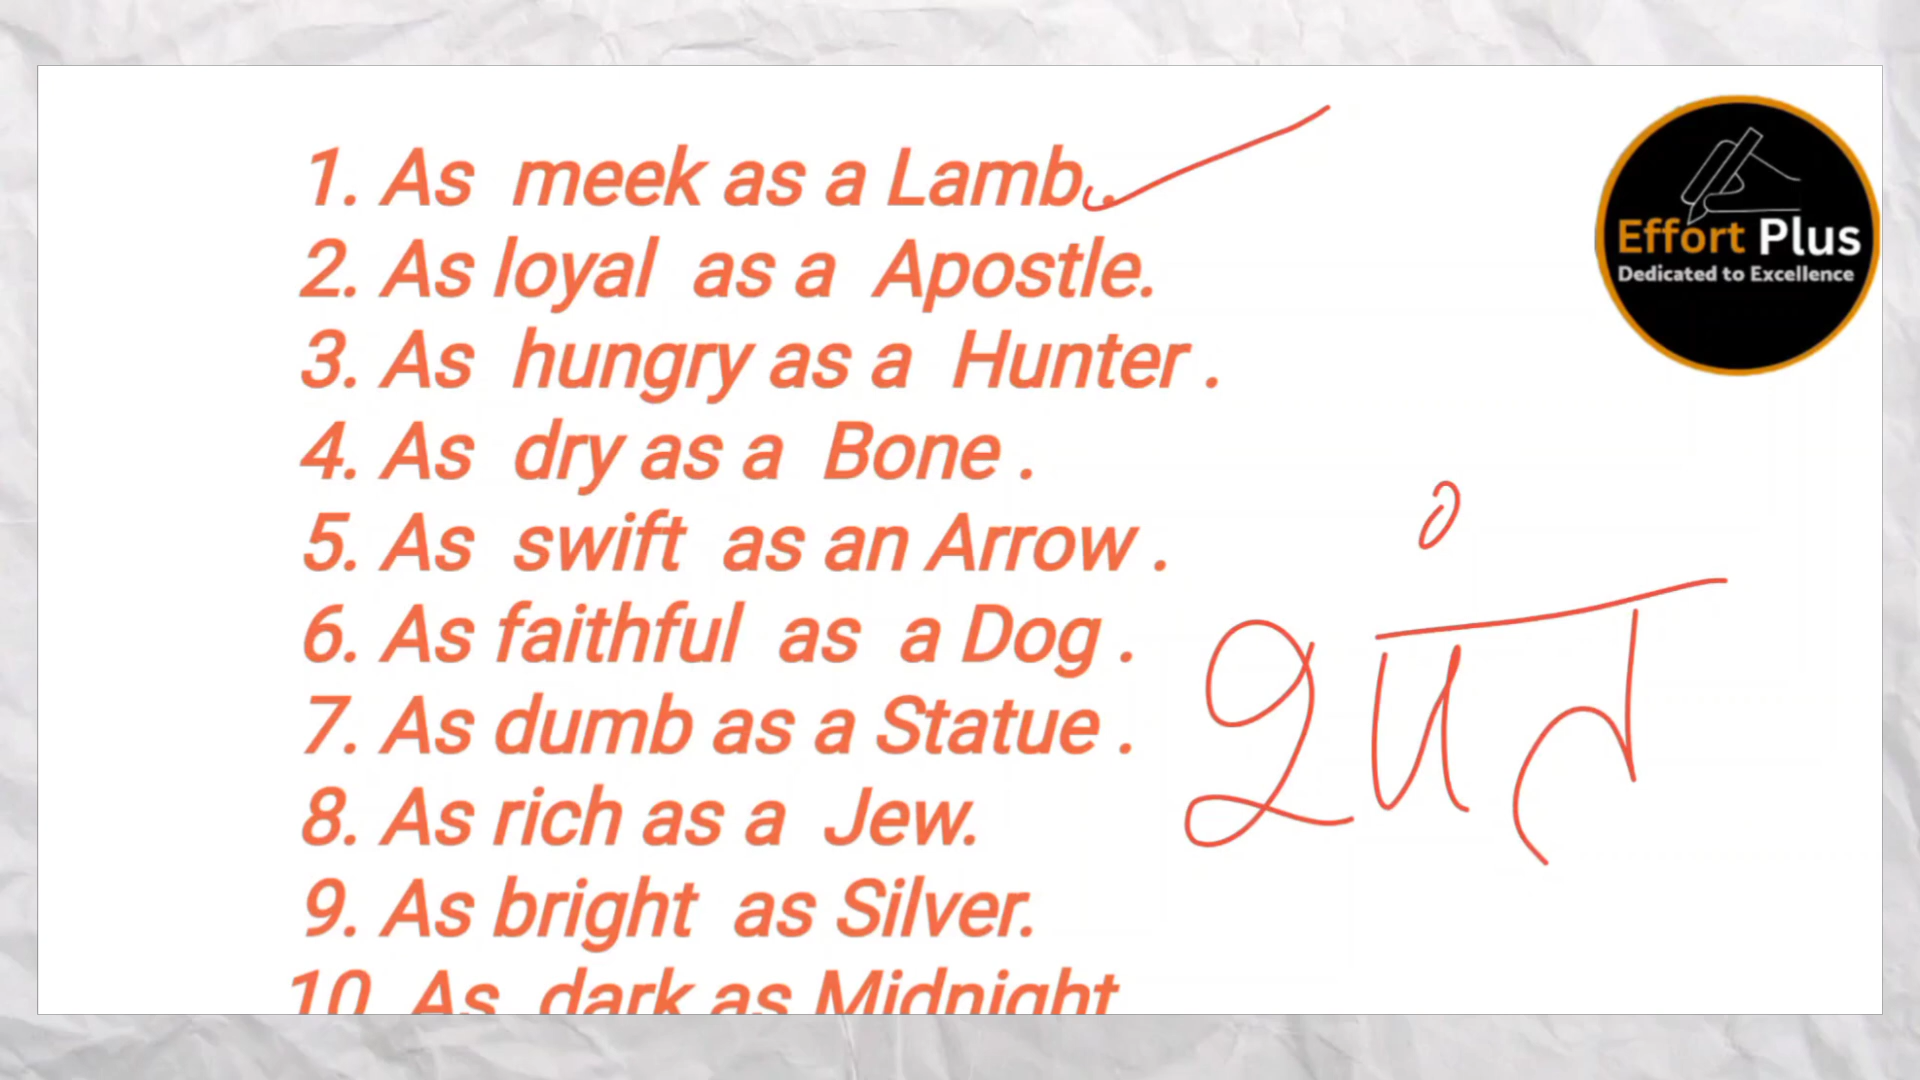 1. As meek as a Lamb..
2. As loyal as a Apostle.
3. As hungry as a Hunter .
4. As dry as a Bone .
5. As swift as an Arrow .
6. As faithful as a Dog .
7. As dumb as a Statue .
8. As rich as a Jew.
9. As bright as Silver.
10. As dark as Midnight
Effort Plus
Dedicated to Excellence
शांत